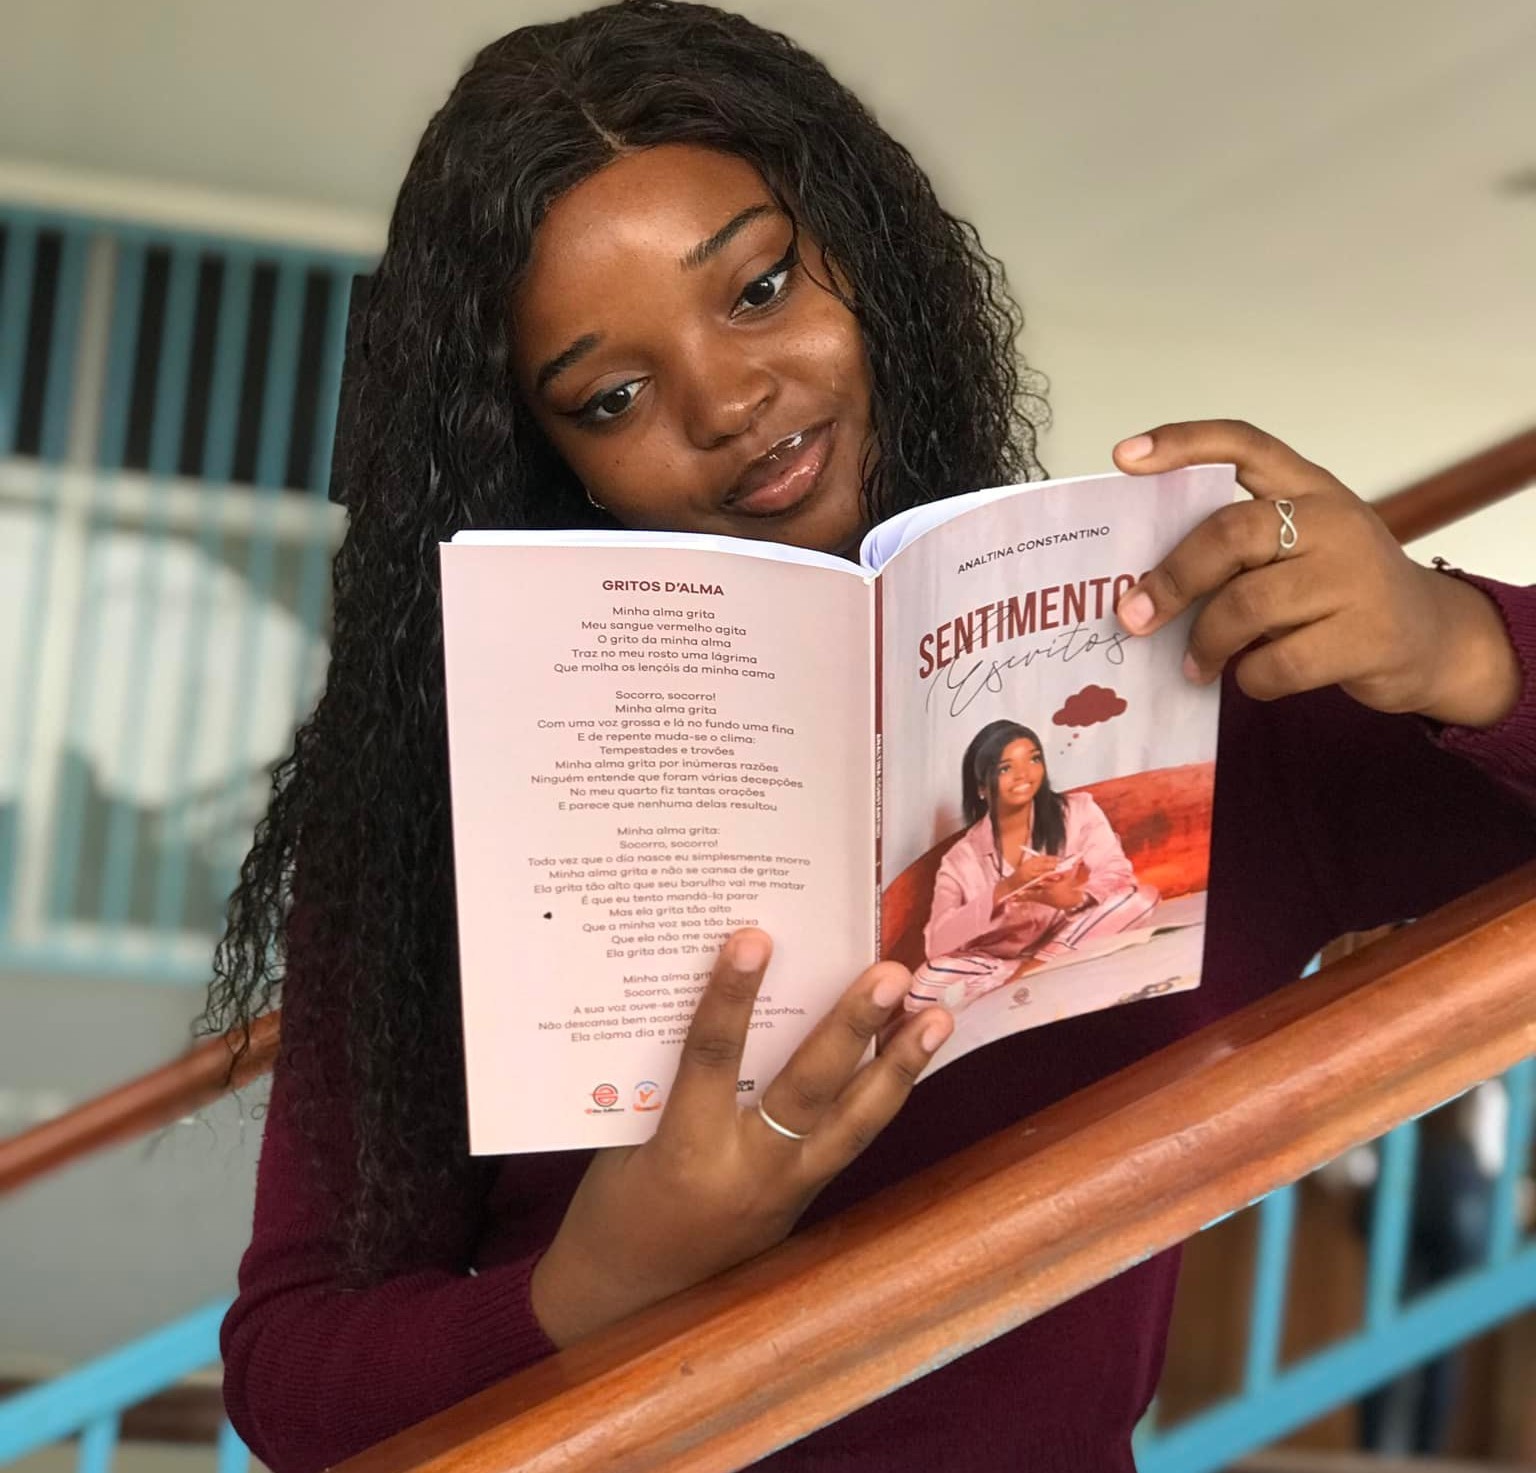 GRITOS D'ALMA
Minha alma grita
Meu sangue vermelho agita
O grito da minha alma
Traz no meu rosto uma lágrima
Que molha os lençóis da minha cama
Socorro, socorro!
Minha alma grita
Com uma voz grossa e lá no fundo uma fina
E de repente muda-se o clima:
Tempestades e trovões
Minha alma grita por inúmeras razões
Ninguém entende que foram várias decepções
No meu quarto fiz tantas orações
E parece que nenhuma delas resultou
Minha alma grita:
Socorro, socorro!
Toda vez que o dia nasce eu simplesmente morro
Minha alma grita e não se cansa de gritar
Ela grita tão alto que seu barulho vai me matar
É que eu tento mandá-la parar
Mas ela grita tão alto
Que a minha voz soa tão baixa
Que ela não me ouve
Ela grita das 12h às
Minha alma
Socorro,
A sua voz ouve-se até
Não descansa bem sonhos.
Ela clama dia e
*****
ANALTINA CONSTANTINO
SENTIMENTOS
Escritos
ANALTINA CONSTANTINO